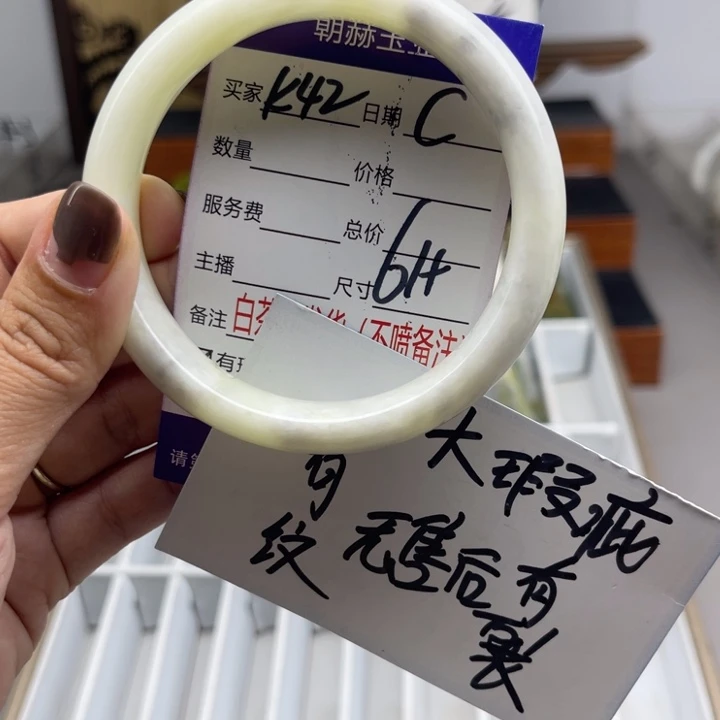 朝赫玉
买家 K42 日期 C
数量 价格
服务费 总价
主播 尺寸 61+
备注 白茶 (不喷备注
有
请
大瑕疵
有纹
无售后有裂